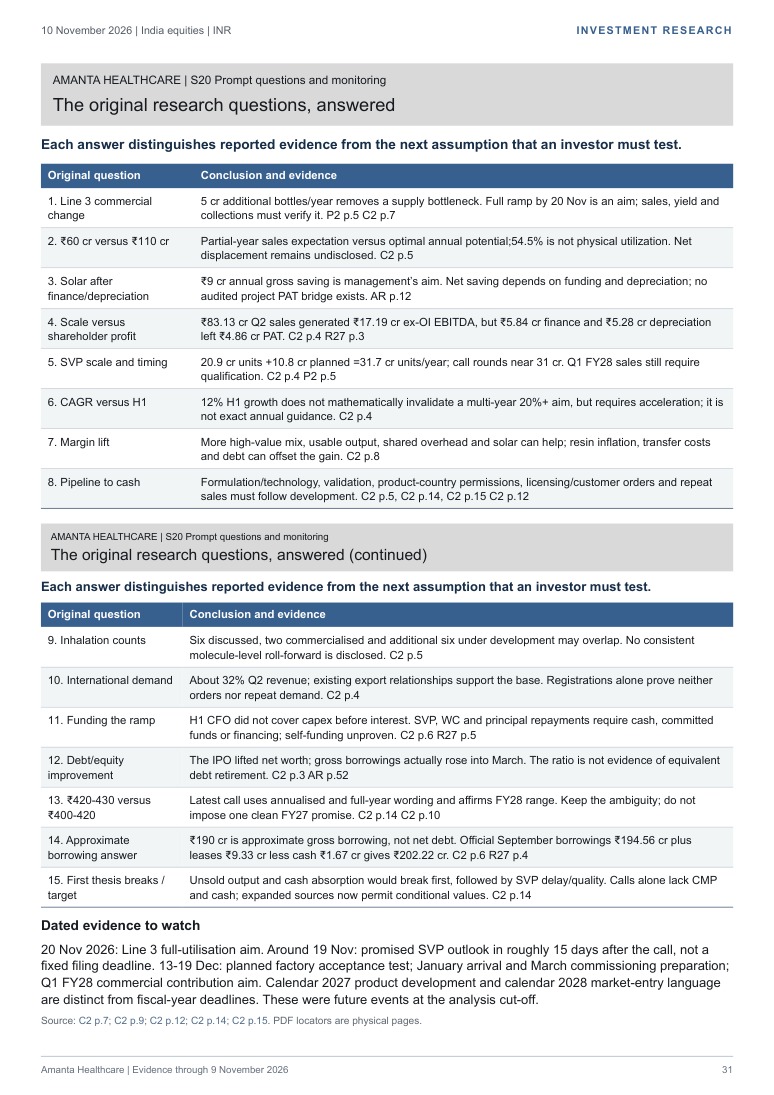 10 November 2026 | India equities | INR
INVESTMENT RESEARCH
AMANTA HEALTHCARE | S20 Prompt questions and monitoring
The original research questions, answered
Each answer distinguishes reported evidence from the next assumption that an investor must test.
Original question
Conclusion and evidence
1. Line 3 commercial
change
5 cr additional bottles/year removes a supply bottleneck. Full ramp by 20 Nov is an aim; sales, yield and
collections must verify it. P2 p.5 C2 p.7
2. ₹60 cr versus ₹110 cr
Partial-year sales expectation versus optimal annual potential;54.5% is not physical utilization. Net
displacement remains undisclosed. C2 p.5
3. Solar after
finance/depreciation
₹9 cr annual gross saving is management’s aim. Net saving depends on funding and depreciation; no
audited project PAT bridge exists. AR p.12
4. Scale versus
shareholder profit
₹83.13 cr Q2 sales generated ₹17.19 cr ex-OI EBITDA, but ₹5.84 cr finance and ₹5.28 cr depreciation
left ₹4.86 cr PAT. C2 p.4 R27 p.3
5. SVP scale and timing
20.9 cr units +10.8 cr planned =31.7 cr units/year; call rounds near 31 cr. Q1 FY28 sales still require
qualification. C2 p.4 P2 p.5
6. CAGR versus H1
12% H1 growth does not mathematically invalidate a multi-year 20%+ aim, but requires acceleration; it is
not exact annual guidance. C2 p.4
7. Margin lift
More high-value mix, usable output, shared overhead and solar can help; resin inflation, transfer costs
and debt can offset the gain. C2 p.8
8. Pipeline to cash
Formulation/technology, validation, product-country permissions, licensing/customer orders and repeat
sales must follow development. C2 p.5, C2 p.14, C2 p.15 C2 p.12
AMANTA HEALTHCARE | S20 Prompt questions and monitoring
The original research questions, answered (continued)
Each answer distinguishes reported evidence from the next assumption that an investor must test.
Original question
Conclusion and evidence
9. Inhalation counts
Six discussed, two commercialised and additional six under development may overlap. No consistent
molecule-level roll-forward is disclosed. C2 p.5
10. International demand
About 32% Q2 revenue; existing export relationships support the base. Registrations alone prove neither
orders nor repeat demand. C2 p.4
11. Funding the ramp
H1 CFO did not cover capex before interest. SVP, WC and principal repayments require cash, committed
funds or financing; self-funding unproven. C2 p.6 R27 p.5
12. Debt/equity
improvement
The IPO lifted net worth; gross borrowings actually rose into March. The ratio is not evidence of equivalent
debt retirement. C2 p.3 AR p.52
13. ₹420-430 versus
₹400-420
Latest call uses annualised and full-year wording and affirms FY28 range. Keep the ambiguity; do not
impose one clean FY27 promise. C2 p.14 C2 p.10
14. Approximate
borrowing answer
₹190 cr is approximate gross borrowing, not net debt. Official September borrowings ₹194.56 cr plus
leases ₹9.33 cr less cash ₹1.67 cr gives ₹202.22 cr. C2 p.6 R27 p.4
15. First thesis breaks /
target
Unsold output and cash absorption would break first, followed by SVP delay/quality. Calls alone lack CMP
and cash; expanded sources now permit conditional values. C2 p.14
Dated evidence to watch
20 Nov 2026: Line 3 full-utilisation aim. Around 19 Nov: promised SVP outlook in roughly 15 days after the call, not a
fixed filing deadline. 13-19 Dec: planned factory acceptance test; January arrival and March commissioning preparation;
Q1 FY28 commercial contribution aim. Calendar 2027 product development and calendar 2028 market-entry language
are distinct from fiscal-year deadlines. These were future events at the analysis cut-off.
Source: C2 p.7; C2 p.9; C2 p.12; C2 p.14; C2 p.15. PDF locators are physical pages.
Amanta Healthcare | Evidence through 9 November 2026
31